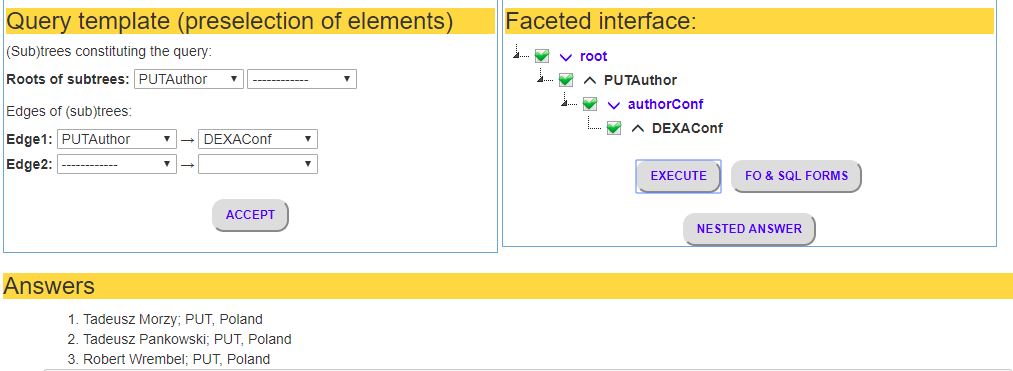 Query template (preselection of elements)
(Sub)trees constituting the query:
Roots of subtrees: PUTAuthor ------------
Edges of (sub)trees:
Edge1: PUTAuthor → DEXAConf
Edge2: ------------ →
ACCEPT
Faceted interface:
root
PUTAuthor
authorConf
DEXAConf
EXECUTE FO & SQL FORMS
NESTED ANSWER
Answers
1. Tadeusz Morzy; PUT, Poland
2. Tadeusz Pankowski; PUT, Poland
3. Robert Wrembel; PUT, Poland